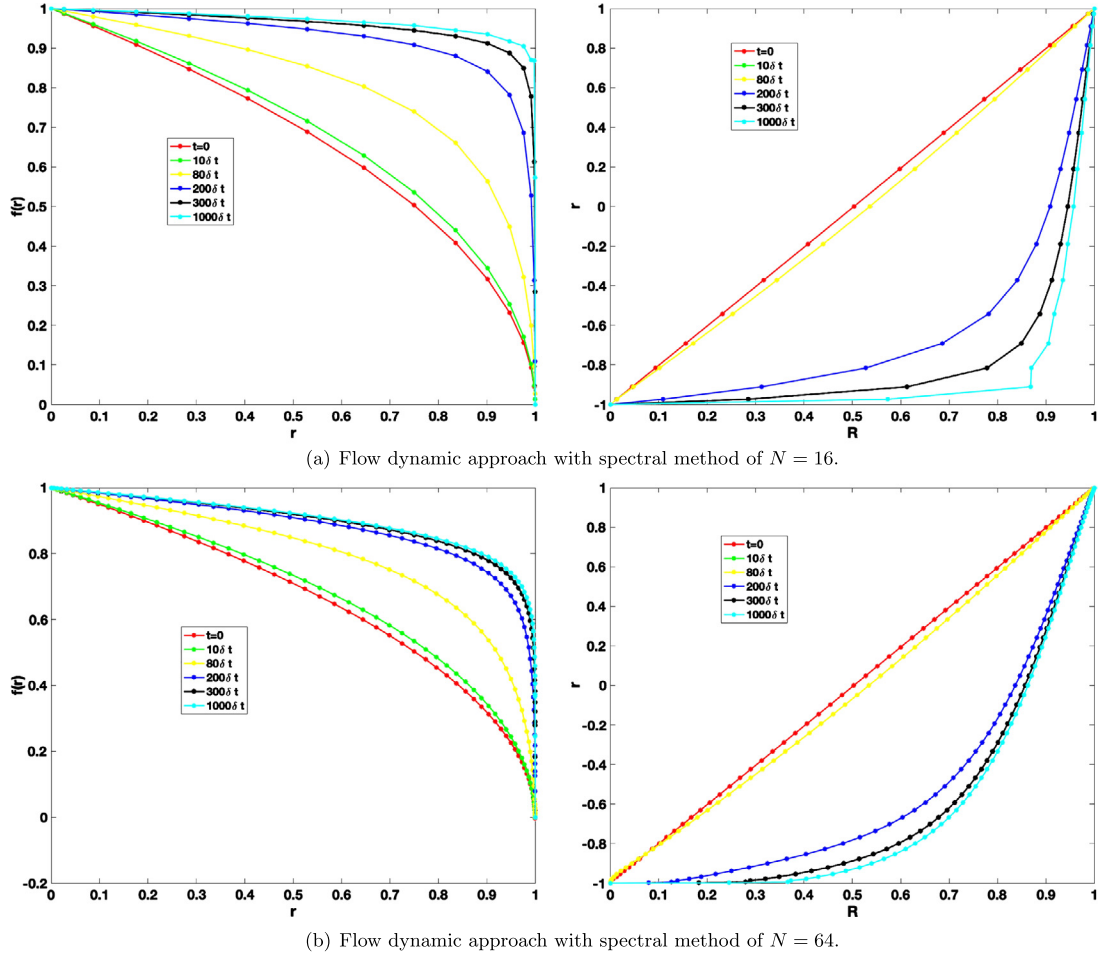 1
0.9
0.8
0.7
0.6
0.5
0.4
0.3
0.2
0.1
0
f(r)
t=0
10δ t
80δ t
200δ t
300δ t
1000δ t
0 0.1 0.2 0.3 0.4 0.5 0.6 0.7 0.8 0.9 1
r
1
0.8
0.6
0.4
0.2
0
-0.2
-0.4
-0.6
-0.8
-1
r
t=0
10δ t
80δ t
200δ t
300δ t
1000δ t
0 0.1 0.2 0.3 0.4 0.5 0.6 0.7 0.8 0.9 1
R
(a) Flow dynamic approach with spectral method of N = 16.
1
0.8
0.6
0.4
0.2
0
-0.2
f(r)
t=0
10δ t
80δ t
200δ t
300δ t
1000δ t
0 0.1 0.2 0.3 0.4 0.5 0.6 0.7 0.8 0.9 1
r
1
0.8
0.6
0.4
0.2
0
-0.2
-0.4
-0.6
-0.8
-1
r
t=0
10δ t
80δ t
200δ t
300δ t
1000δ t
0 0.1 0.2 0.3 0.4 0.5 0.6 0.7 0.8 0.9 1
R
(b) Flow dynamic approach with spectral method of N = 64.